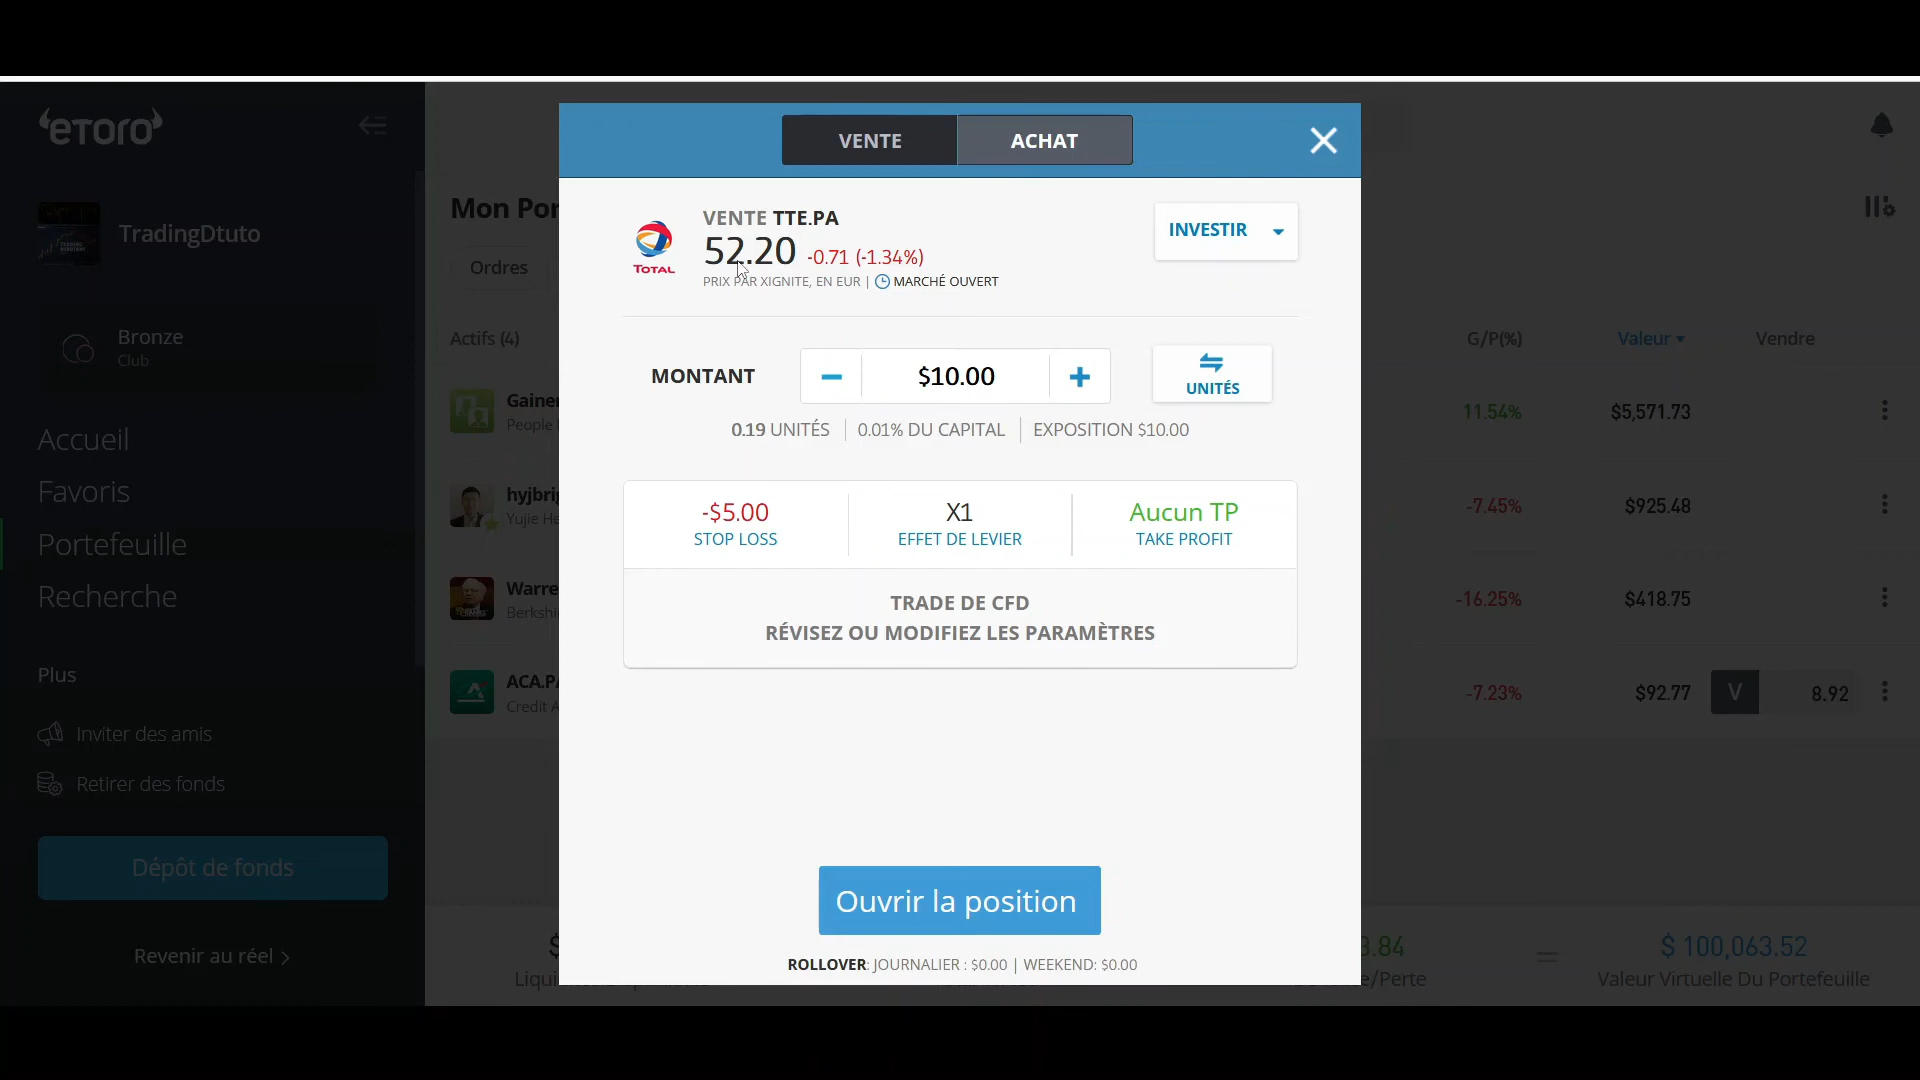 eToro
TradingDtuto
Bronze
Club
Accueil
Favoris
Portefeuille
Recherche
Plus
Inviter des amis
Retirer des fonds
Dépôt de fonds
Revenir au réel >
Mon Por
Ordres
Actifs (4)
G/P(%) Valeur Vendre
Gainer
People
11.54% $5,571.73
hyjbrig
Yujie He
-7.45% $925.48
Warre
Berkshi
-16.25% $418.75
ACA.PA
Credit A
-7.23% $92.77 V 8.92
VENTE ACHAT
VENTE TTE.PA
TOTAL
52.20 -0.71 (-1.34%)
PRIX PAR XIGNITE, EN EUR | MARCHÉ OUVERT
INVESTIR
MONTANT − $10.00 + UNITÉS
0.19 UNITÉS | 0.01% DU CAPITAL | EXPOSITION $10.00
-$5.00 X1 Aucun TP
STOP LOSS EFFET DE LEVIER TAKE PROFIT
TRADE DE CFD
RÉVISEZ OU MODIFIEZ LES PARAMÈTRES
Ouvrir la position
ROLLOVER: JOURNALIER : $0.00 | WEEKEND: $0.00
3.84 = $ 100,063.52
e/Perte Valeur Virtuelle Du Portefeuille